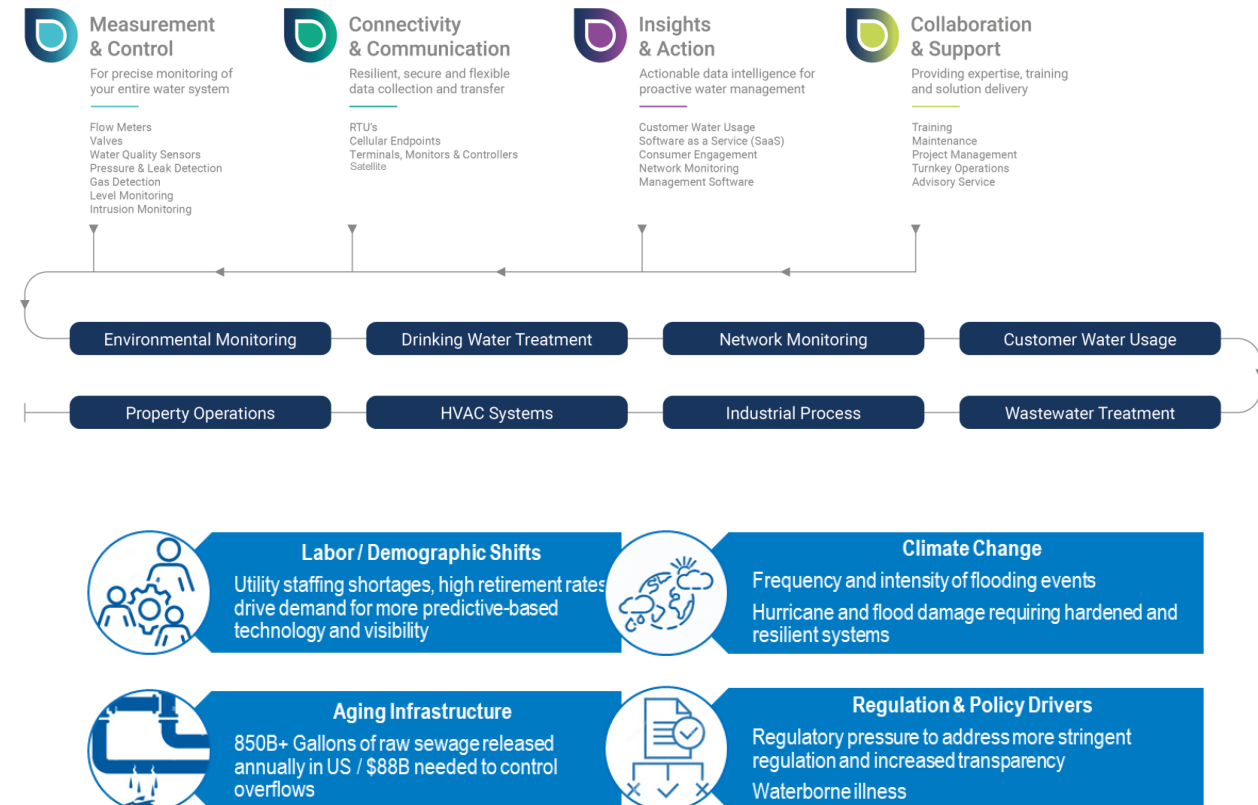 Measurement
& Control
For precise monitoring of
your entire water system
Flow Meters
Valves
Water Quality Sensors
Pressure & Leak Detection
Gas Detection
Level Monitoring
Intrusion Monitoring
Connectivity
& Communication
Resilient, secure and flexible
data collection and transfer
RTU's
Cellular Endpoints
Terminals, Monitors & Controllers
Satellite
Insights
& Action
Actionable data intelligence for
proactive water management
Customer Water Usage
Software as a Service (SaaS)
Consumer Engagement
Network Monitoring
Management Software
Collaboration
& Support
Providing expertise, training
and solution delivery
Training
Maintenance
Project Management
Turnkey Operations
Advisory Service
Environmental Monitoring
Drinking Water Treatment
Network Monitoring
Customer Water Usage
Property Operations
HVAC Systems
Industrial Process
Wastewater Treatment
Labor / Demographic Shifts
Utility staffing shortages, high retirement rates
drive demand for more predictive-based
technology and visibility
Climate Change
Frequency and intensity of flooding events
Hurricane and flood damage requiring hardened and
resilient systems
Aging Infrastructure
850B+ Gallons of raw sewage released
annually in US / $88B needed to control
overflows
Regulation & Policy Drivers
Regulatory pressure to address more stringent
regulation and increased transparency
Waterborne illness